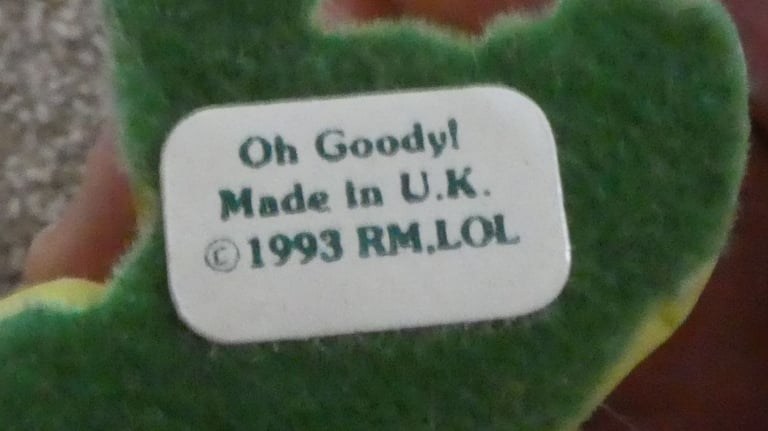 Oh Goody!
Made in U.K.
©1993 RM.LOL